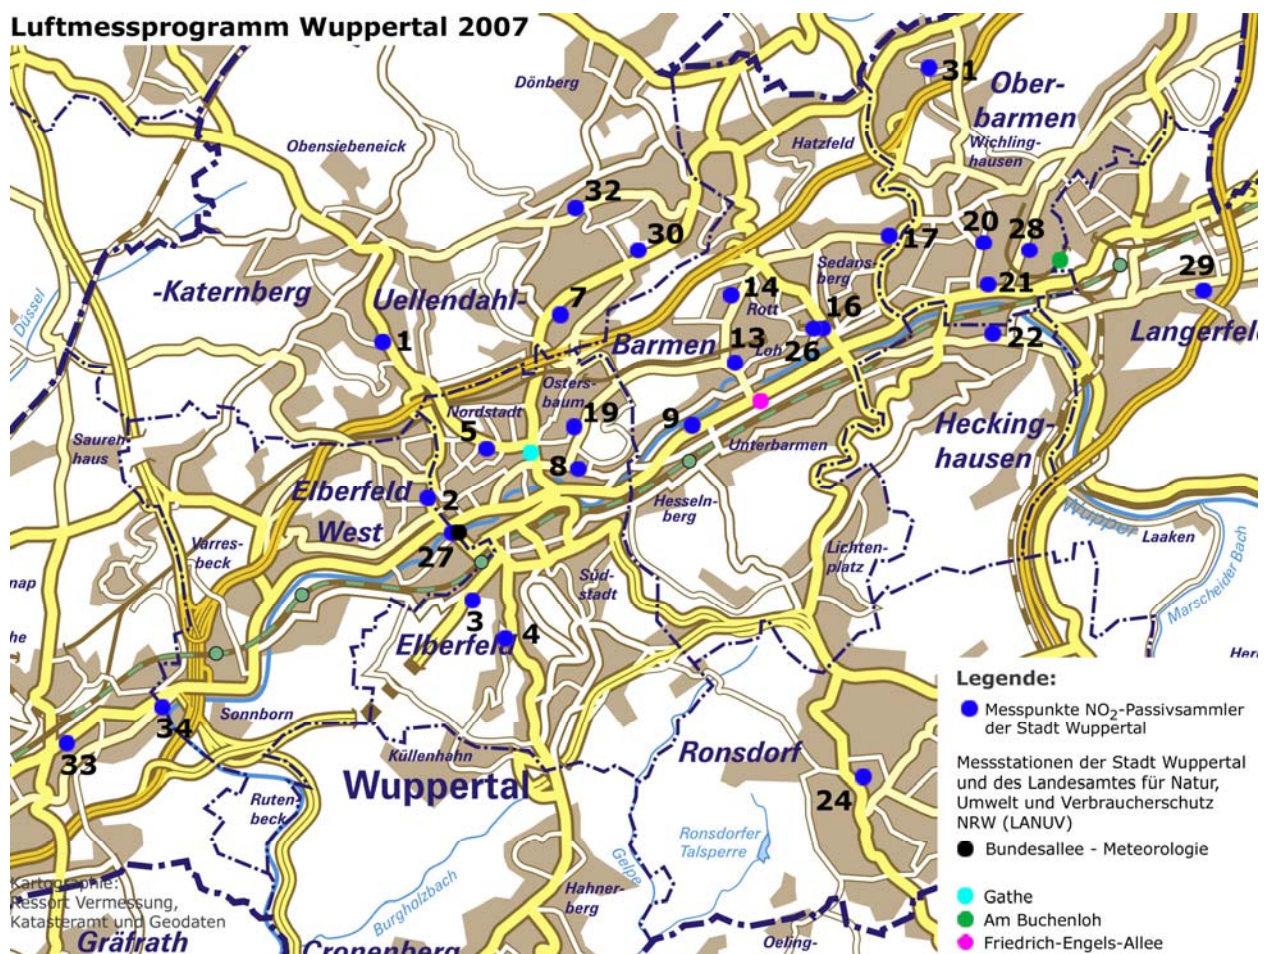 Luftmessprogramm Wuppertal 2007
31
Ober-
barmen
Dönberg
Hatzfeld
Wichling-
hausen
Obensiebeneick
32
30
17
20
28
29
-Katernberg
Uellendahl-
7
14
Rott
Sedans-
berg
16
21
Düssel
1
Barmen
13
Loh
26
22
Langerfel
Osters-
baum
Nordstadt
19
9
5
8
Saurenhaus
Unterbarmen
Hecking-
hausen
Elberfeld
West
2
27
Hesseln-
berg
Wupper
Laaken
Varres-
beck
Lichten-
platz
Marscheider Bach
Süd-
stadt
3
4
Elberfeld
34
33
Sonnborn
Küllenhahn
Wuppertal
Ronsdorf
24
Ruten-
beck
Ronsdorfer
Talsperre
Gelpe
Burgholzbach
Hahner-
berg
Oeling-
Cronenberg
Gräfrath
Kartographie:
Ressort Vermessung,
Katasteramt und Geodaten
Legende:
Messpunkte NO₂-Passivsammler
der Stadt Wuppertal
Messstationen der Stadt Wuppertal
und des Landesamtes für Natur,
Umwelt und Verbraucherschutz
NRW (LANUV)
Bundesallee - Meteorologie
Gathe
Am Buchenloh
Friedrich-Engels-Allee